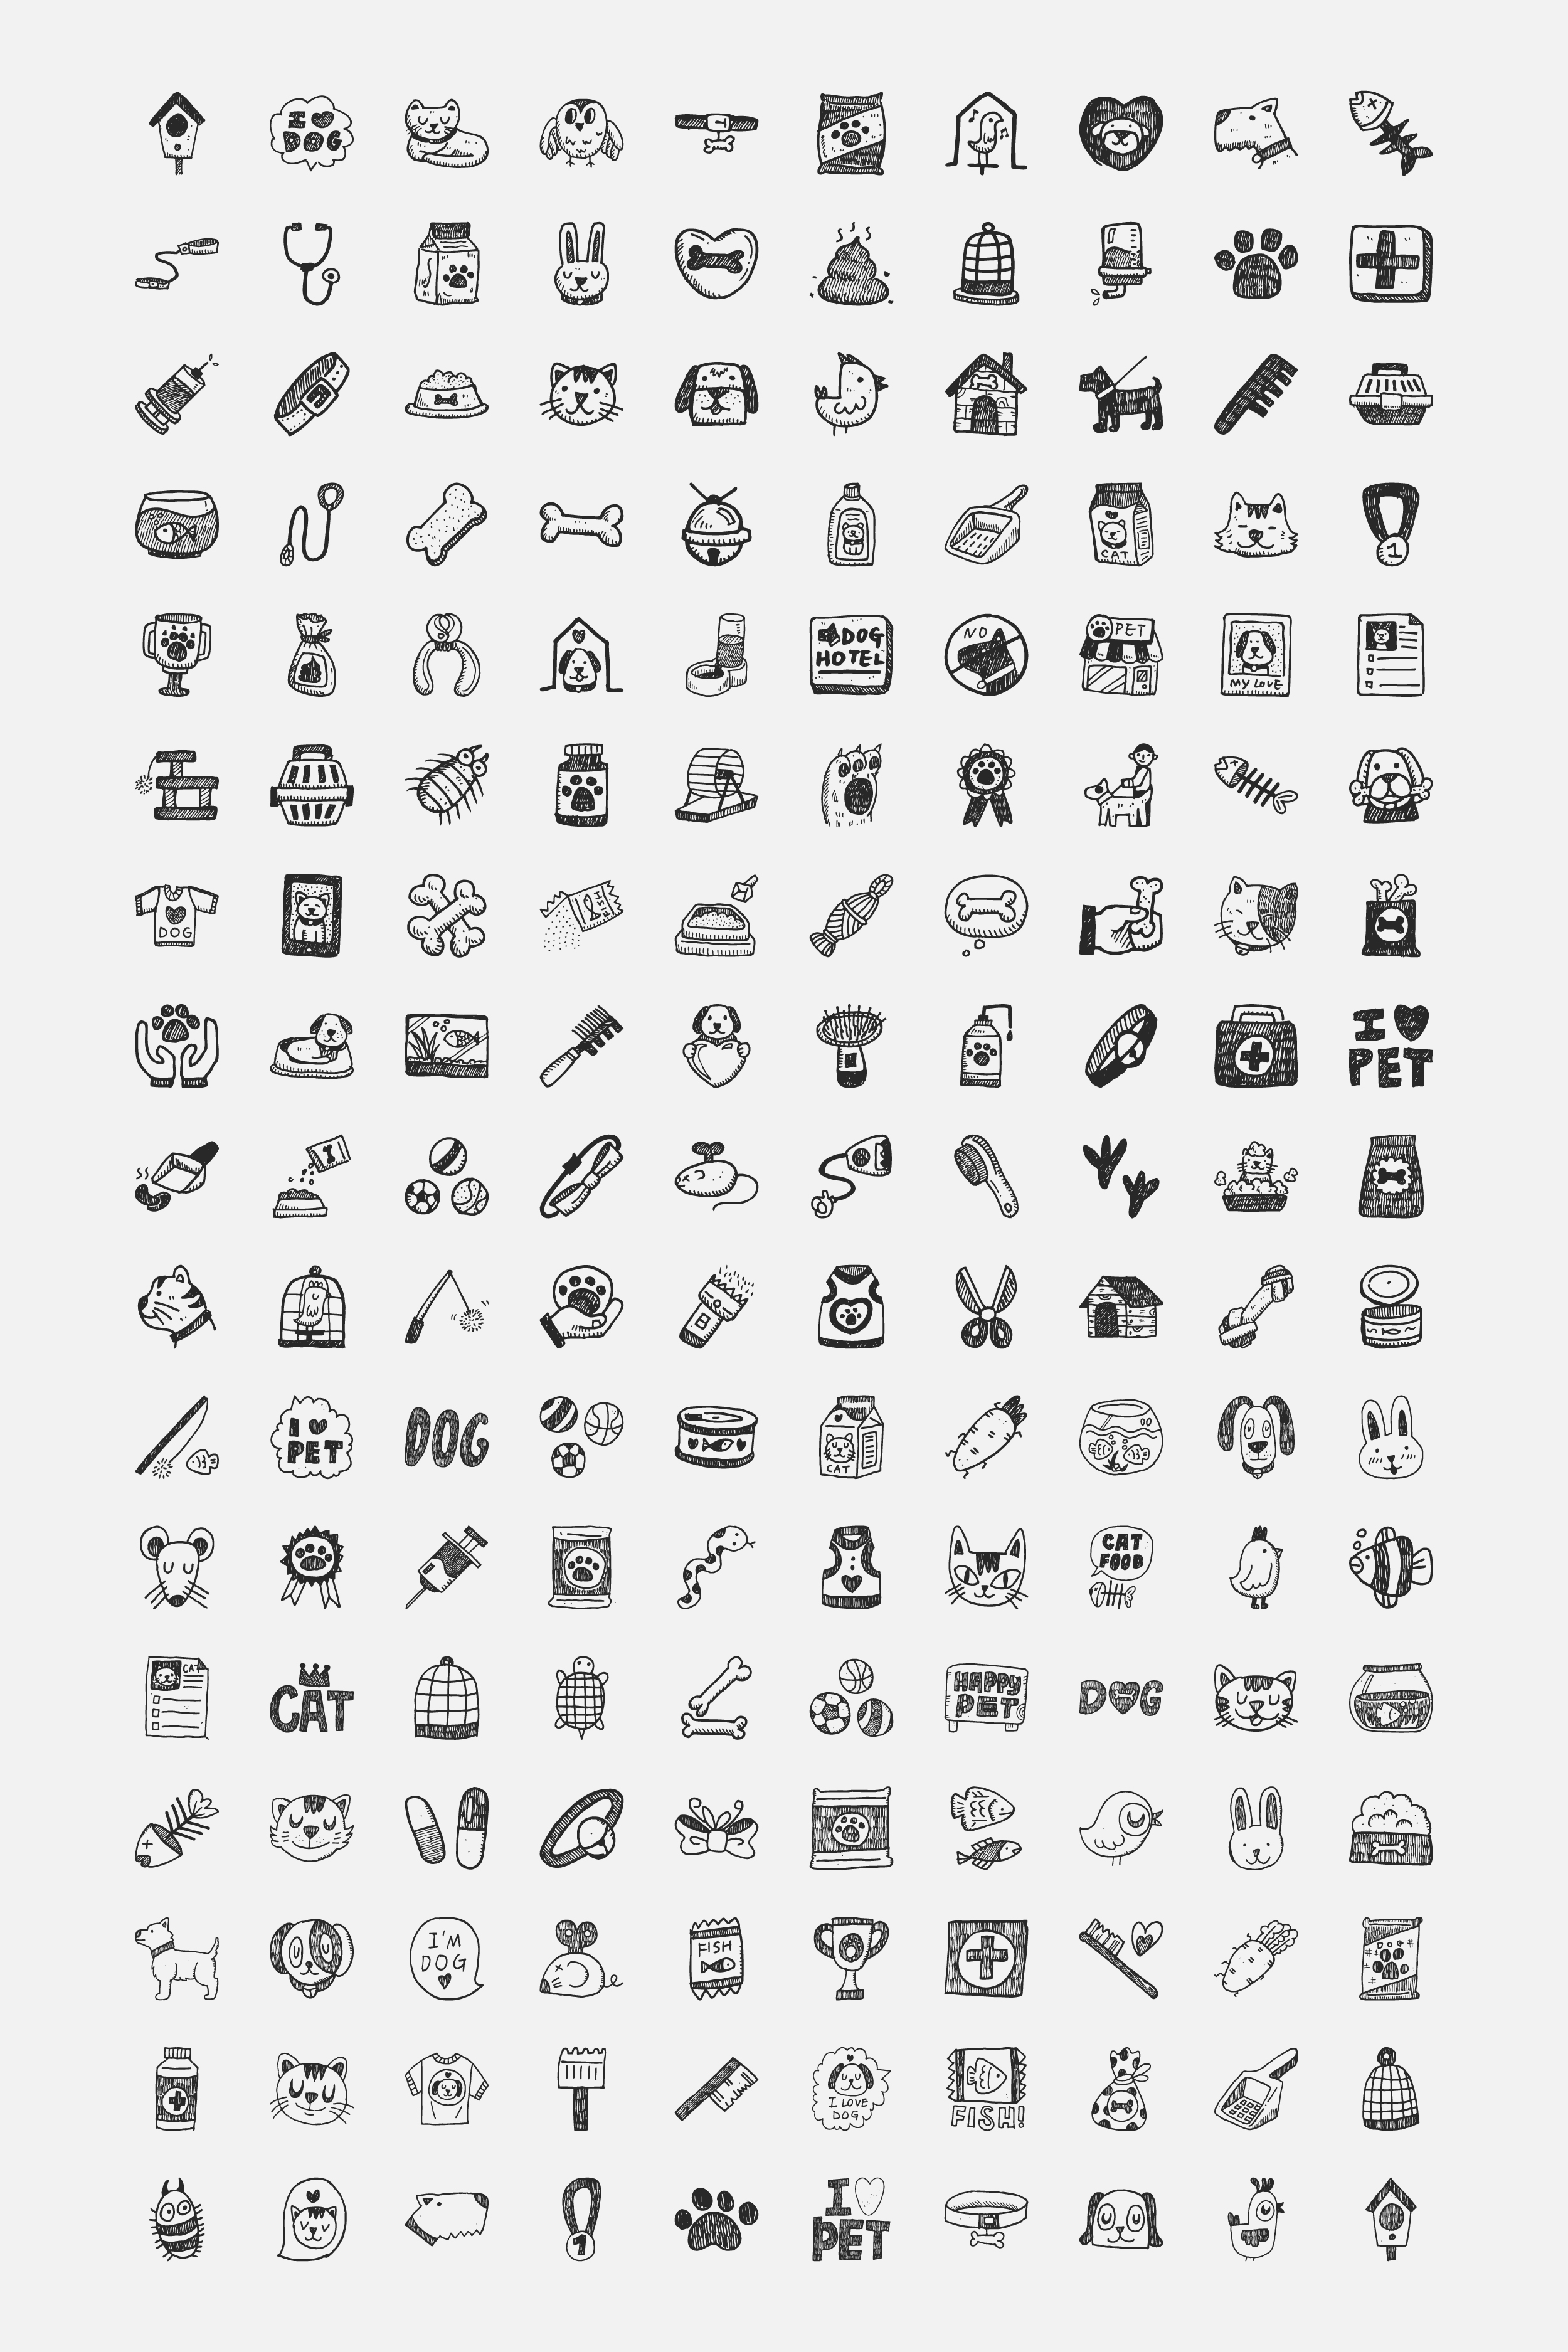 I ♥
DOG
CAT
DOG
HOTEL
NO
PET
MY LOVE
1
DOG
I ♥
PET
I ♥
PET
DOG
CAT
CAT
FOOD
CAT
CAT
HAPPY
PET
DOG
I'M
DOG
♥
FISH
DOG
I LOVE
DOG
FISH!
1
I ♥
PET